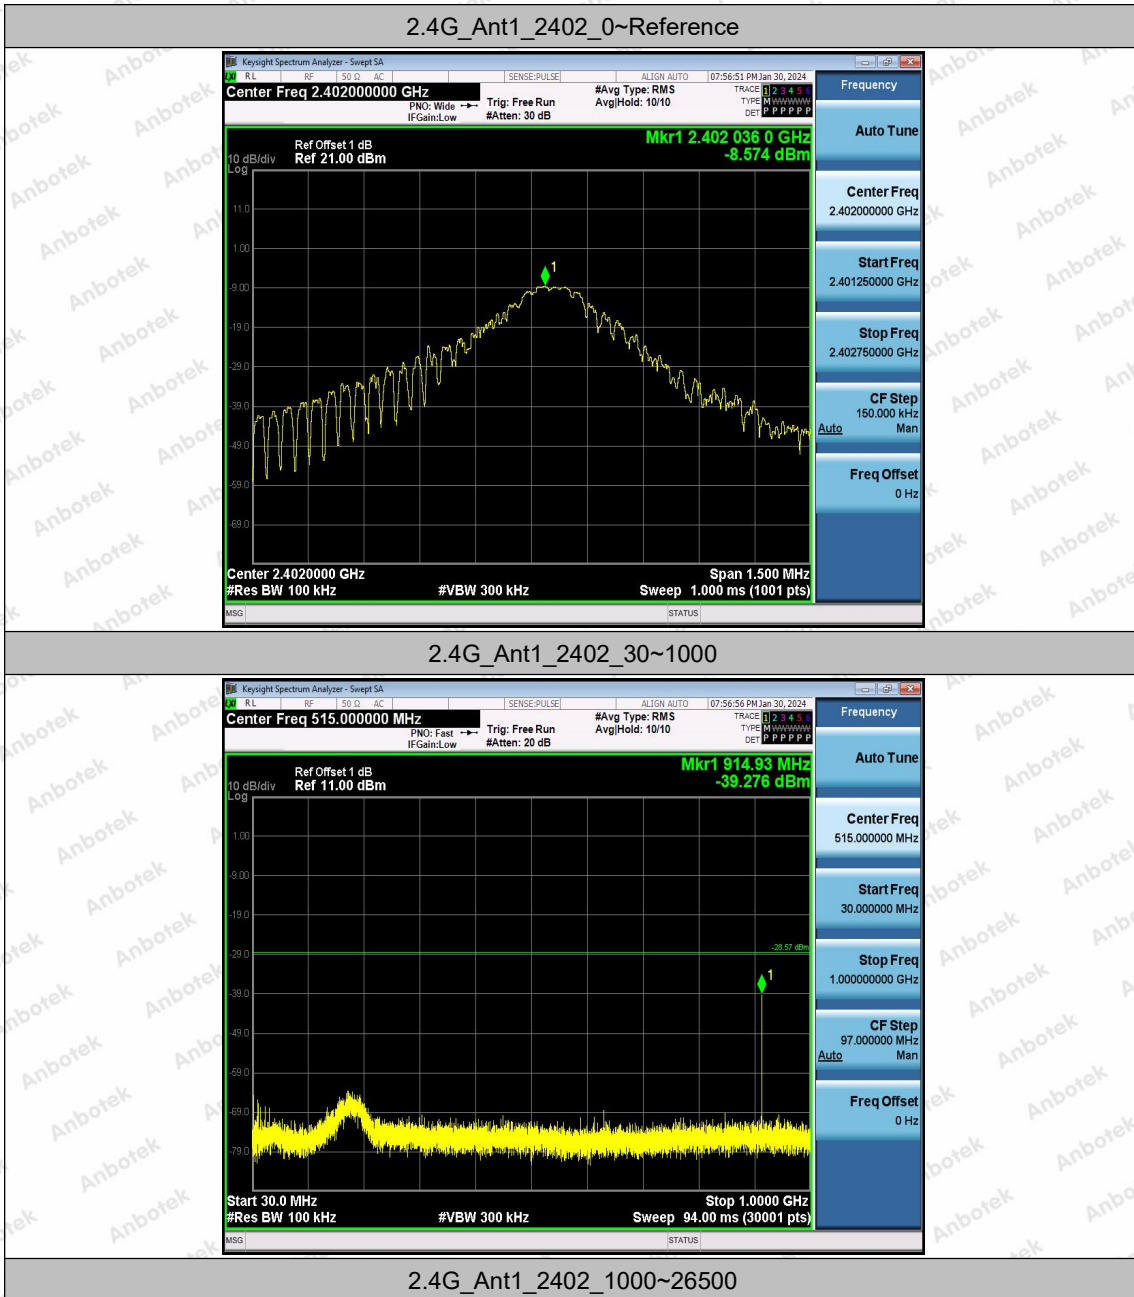 2.4G_Ant1_2402_0~Reference
Keysight Spectrum Analyzer - Swept SA
LXI RL RF 50 Ω AC SENSE:PULSE ALIGN AUTO 07:56:51 PM Jan 30, 2024
Center Freq 2.402000000 GHz
PNO: Wide
IFGain:Low
Trig: Free Run
#Atten: 30 dB
#Avg Type: RMS
Avg|Hold: 10/10
TRACE 1 2 3 4 5 6
TYPE M WWWWW
DET P P P P P P
Mkr1 2.402 036 0 GHz
-8.574 dBm
Ref Offset 1 dB
10 dB/div Ref 21.00 dBm
Log
11.0
1.00
-9.00
-19.0
-29.0
-39.0
-49.0
-59.0
-69.0
1
Center 2.4020000 GHz Span 1.500 MHz
#Res BW 100 kHz #VBW 300 kHz Sweep 1.000 ms (1001 pts)
MSG STATUS
Frequency
Auto Tune
Center Freq
2.402000000 GHz
Start Freq
2.401250000 GHz
Stop Freq
2.402750000 GHz
CF Step
150.000 kHz
Auto Man
Freq Offset
0 Hz
2.4G_Ant1_2402_30~1000
Keysight Spectrum Analyzer - Swept SA
LXI RL RF 50 Ω AC SENSE:PULSE ALIGN AUTO 07:56:56 PM Jan 30, 2024
Center Freq 515.000000 MHz
PNO: Fast
IFGain:Low
Trig: Free Run
#Atten: 20 dB
#Avg Type: RMS
Avg|Hold: 10/10
TRACE 1 2 3 4 5 6
TYPE M WWWWW
DET P P P P P P
Mkr1 914.93 MHz
-39.276 dBm
Ref Offset 1 dB
10 dB/div Ref 11.00 dBm
Log
1.00
-9.00
-19.0
-29.0
-39.0
-49.0
-59.0
-69.0
-79.0
-28.57 dBm
1
Start 30.0 MHz Stop 1.0000 GHz
#Res BW 100 kHz #VBW 300 kHz Sweep 94.00 ms (30001 pts)
MSG STATUS
Frequency
Auto Tune
Center Freq
515.000000 MHz
Start Freq
30.000000 MHz
Stop Freq
1.000000000 GHz
CF Step
97.000000 MHz
Auto Man
Freq Offset
0 Hz
2.4G_Ant1_2402_1000~26500